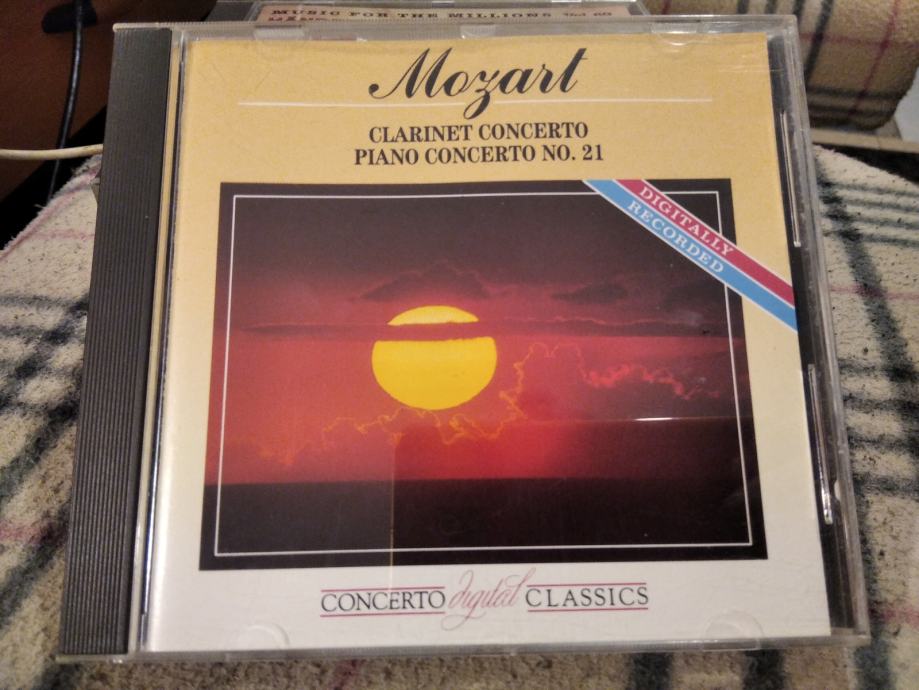 MUSIC FOR THE MILLIONS
Mozart
CLARINET CONCERTO
PIANO CONCERTO NO. 21
DIGITALLY
RECORDED
CONCERTO digital CLASSICS